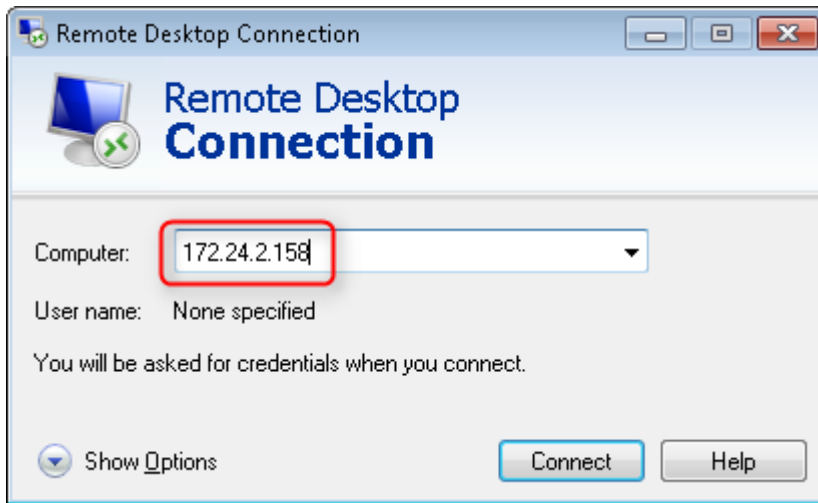 Remote Desktop Connection
Remote Desktop
Connection
Computer: 172.24.2.158
User name: None specified
You will be asked for credentials when you connect.
Show Options Connect Help